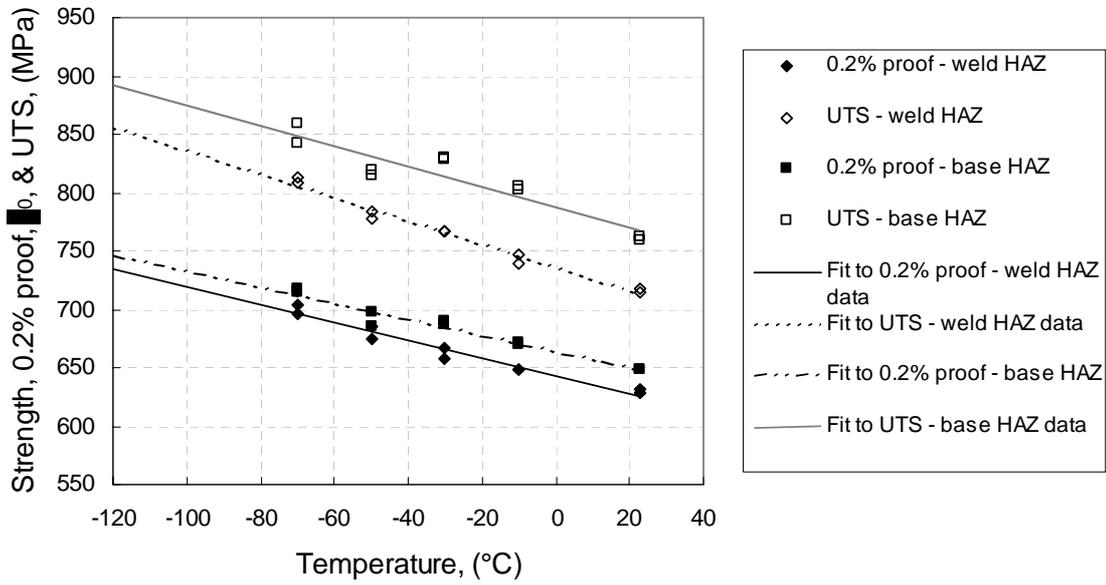 Strength, 0.2% proof, 0, & UTS, (MPa)
950
900
850
800
750
700
650
600
550
-120 -100 -80 -60 -40 -20 0 20 40
Temperature, (°C)
0.2% proof - weld HAZ
UTS - weld HAZ
0.2% proof - base HAZ
UTS - base HAZ
Fit to 0.2% proof - weld HAZ
data
Fit to UTS - weld HAZ data
Fit to 0.2% proof - base HAZ
Fit to UTS - base HAZ data